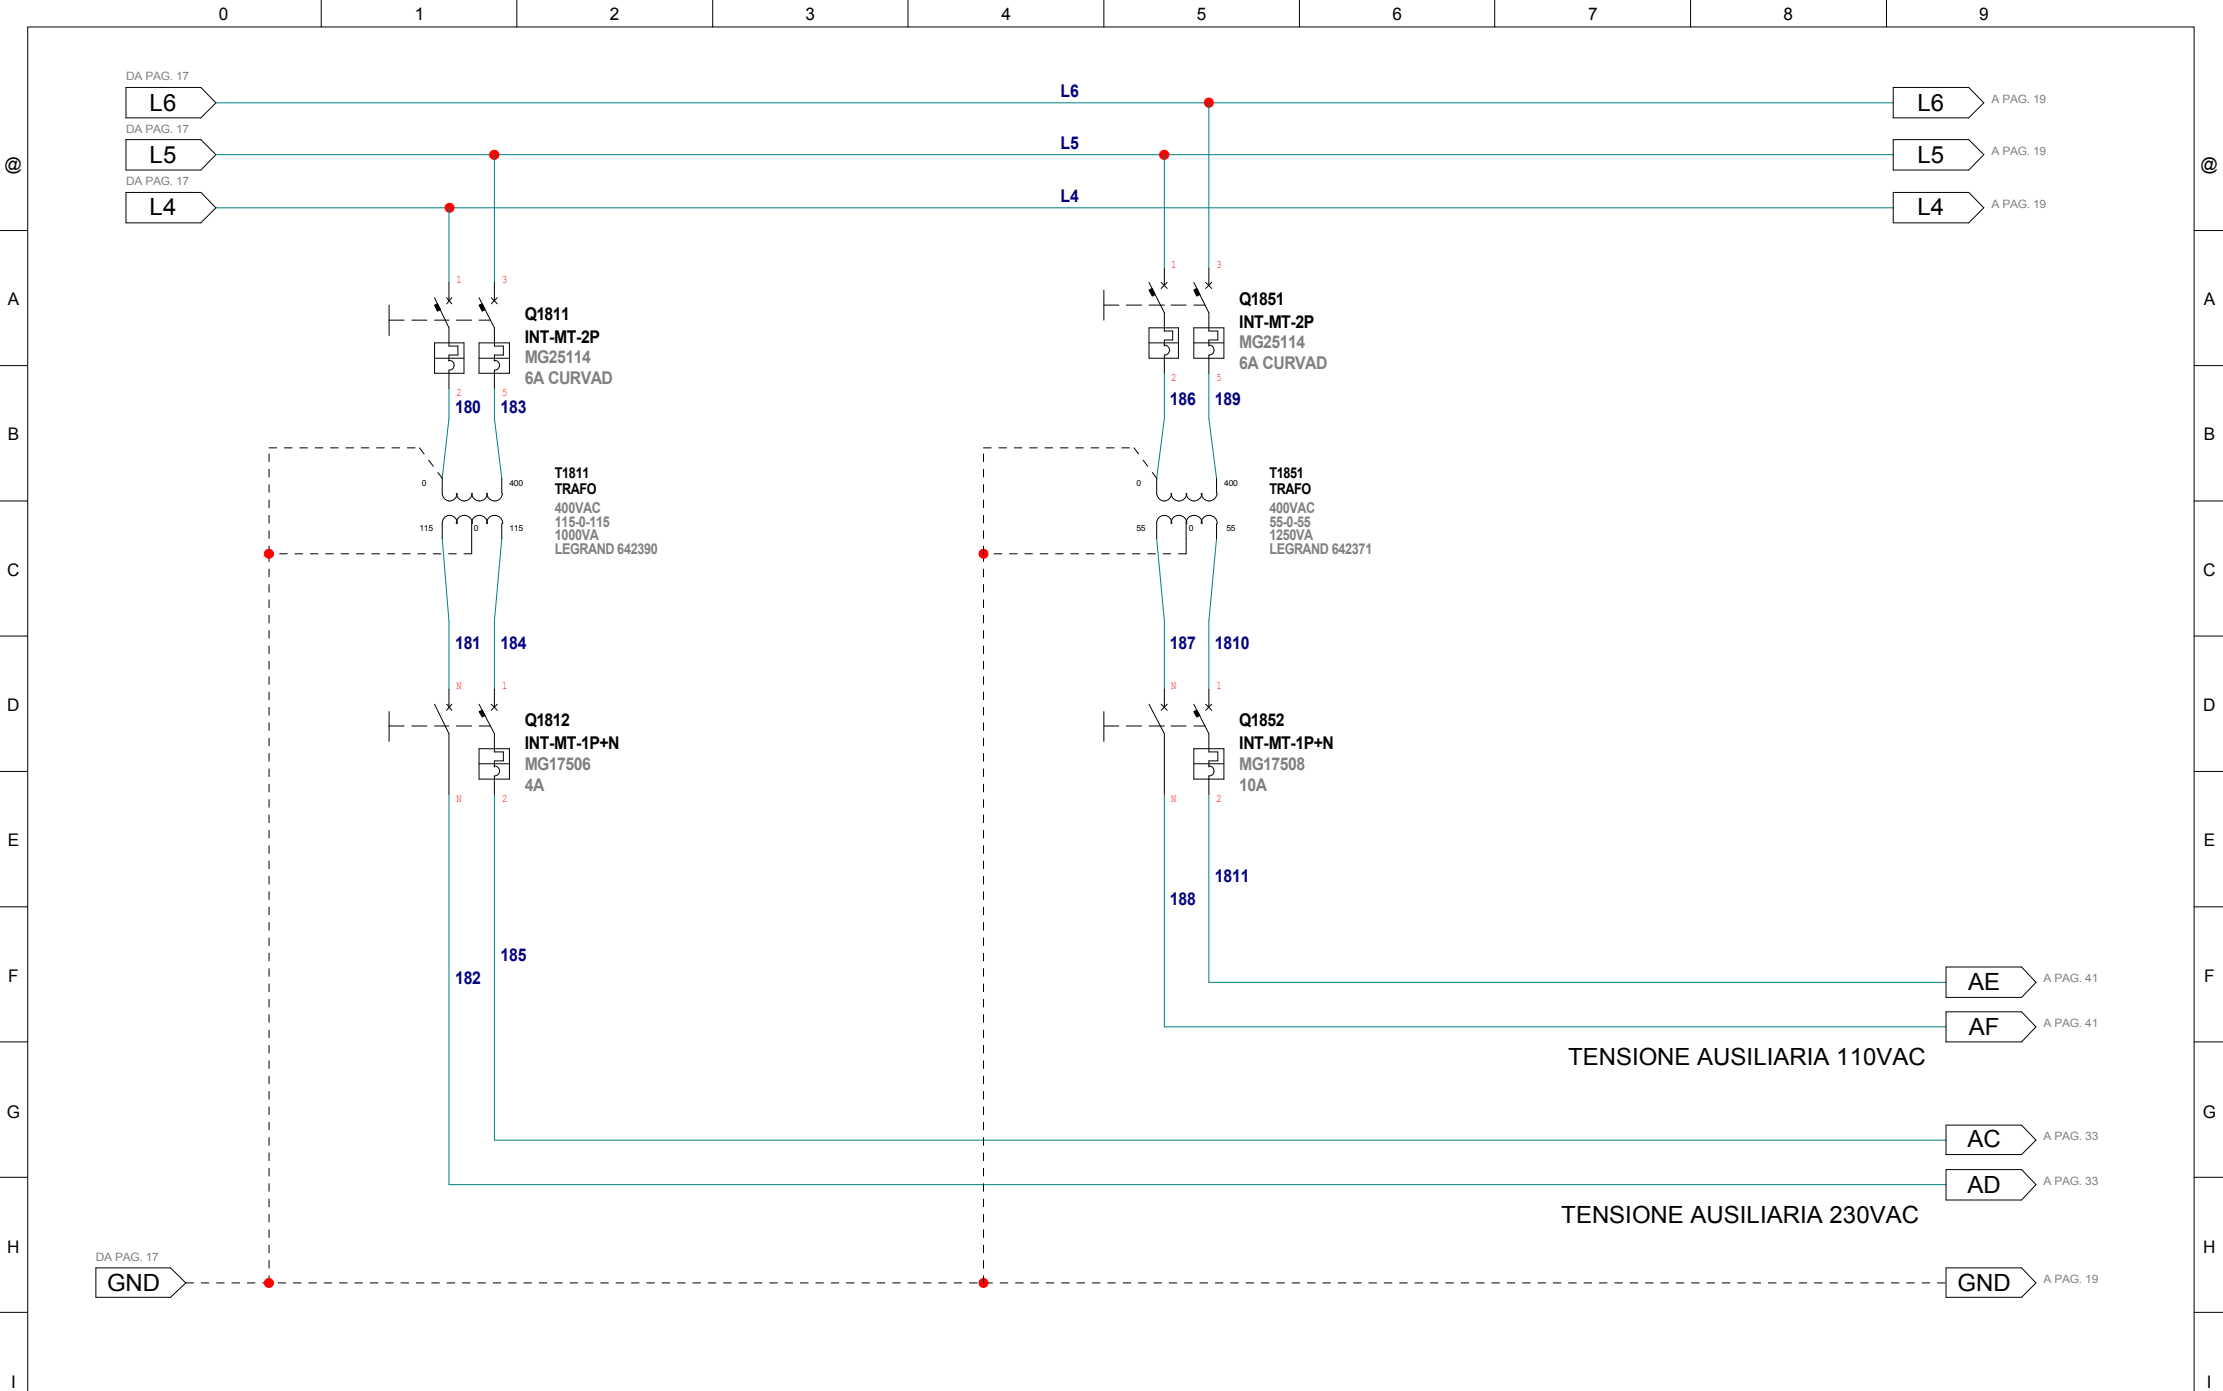 0 1 2 3 4 5 6 7 8 9
DA PAG. 17
L6 L6 L6 A PAG. 19
DA PAG. 17
L5 L5 L5 A PAG. 19
@ @
DA PAG. 17
L4 L4 L4 A PAG. 19
A A
1 3
Q1811
INT-MT-2P
MG25114
6A CURVAD
2 5
180 183
1 3
Q1851
INT-MT-2P
MG25114
6A CURVAD
2 5
186 189
B B
0 400
T1811
TRAFO
400VAC
115-0-115
1000VA
LEGRAND 642390
115 0 115
0 400
T1851
TRAFO
400VAC
55-0-55
1250VA
LEGRAND 642371
55 0 55
C C
181 184
187 1810
D D
N 1
Q1812
INT-MT-1P+N
MG17506
4A
N 2
N 1
Q1852
INT-MT-1P+N
MG17508
10A
N 2
E E
1811
188
185
182
F F
AE A PAG. 41
AF A PAG. 41
TENSIONE AUSILIARIA 110VAC
G G
AC A PAG. 33
AD A PAG. 33
TENSIONE AUSILIARIA 230VAC
H H
DA PAG. 17
GND GND A PAG. 19
I I